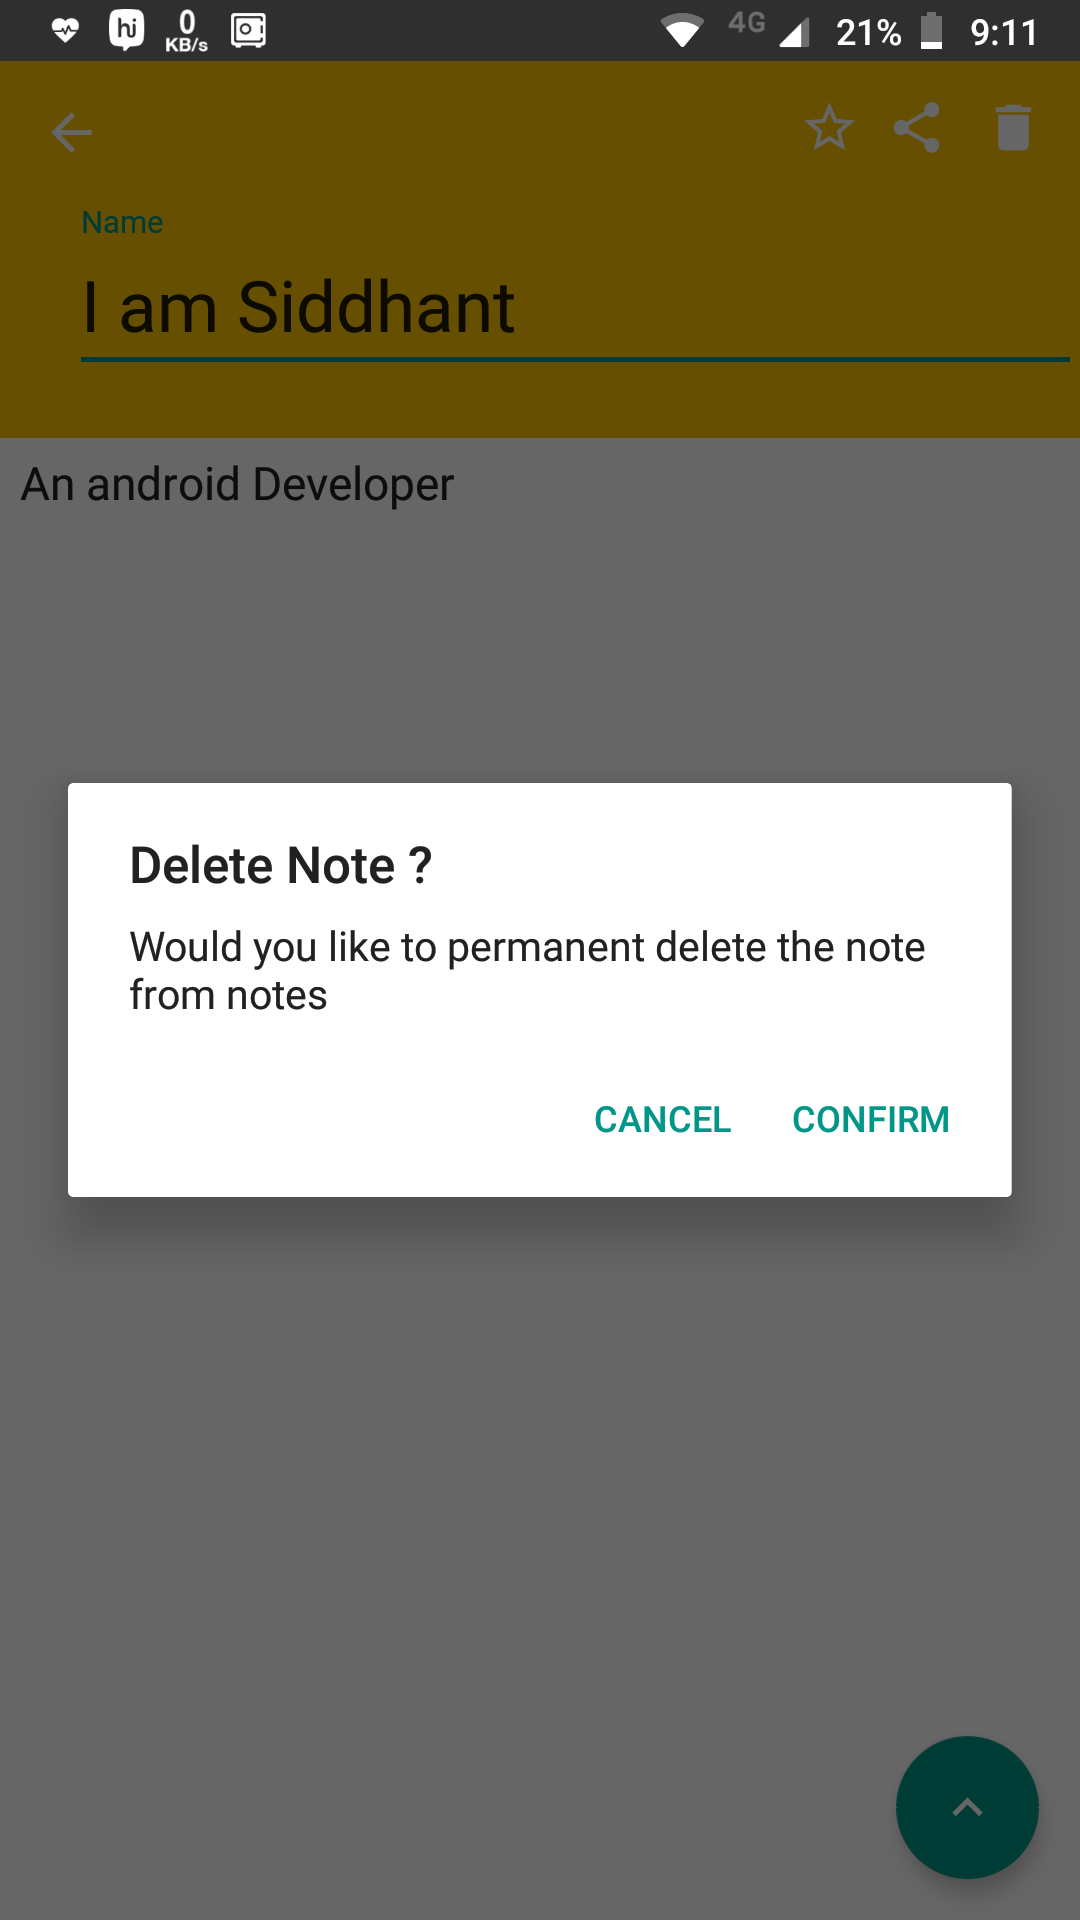 hi 0 KB/s 4G 21% 9:11
Name
I am Siddhant
An android Developer
Delete Note ?
Would you like to permanent delete the note
from notes
CANCEL CONFIRM